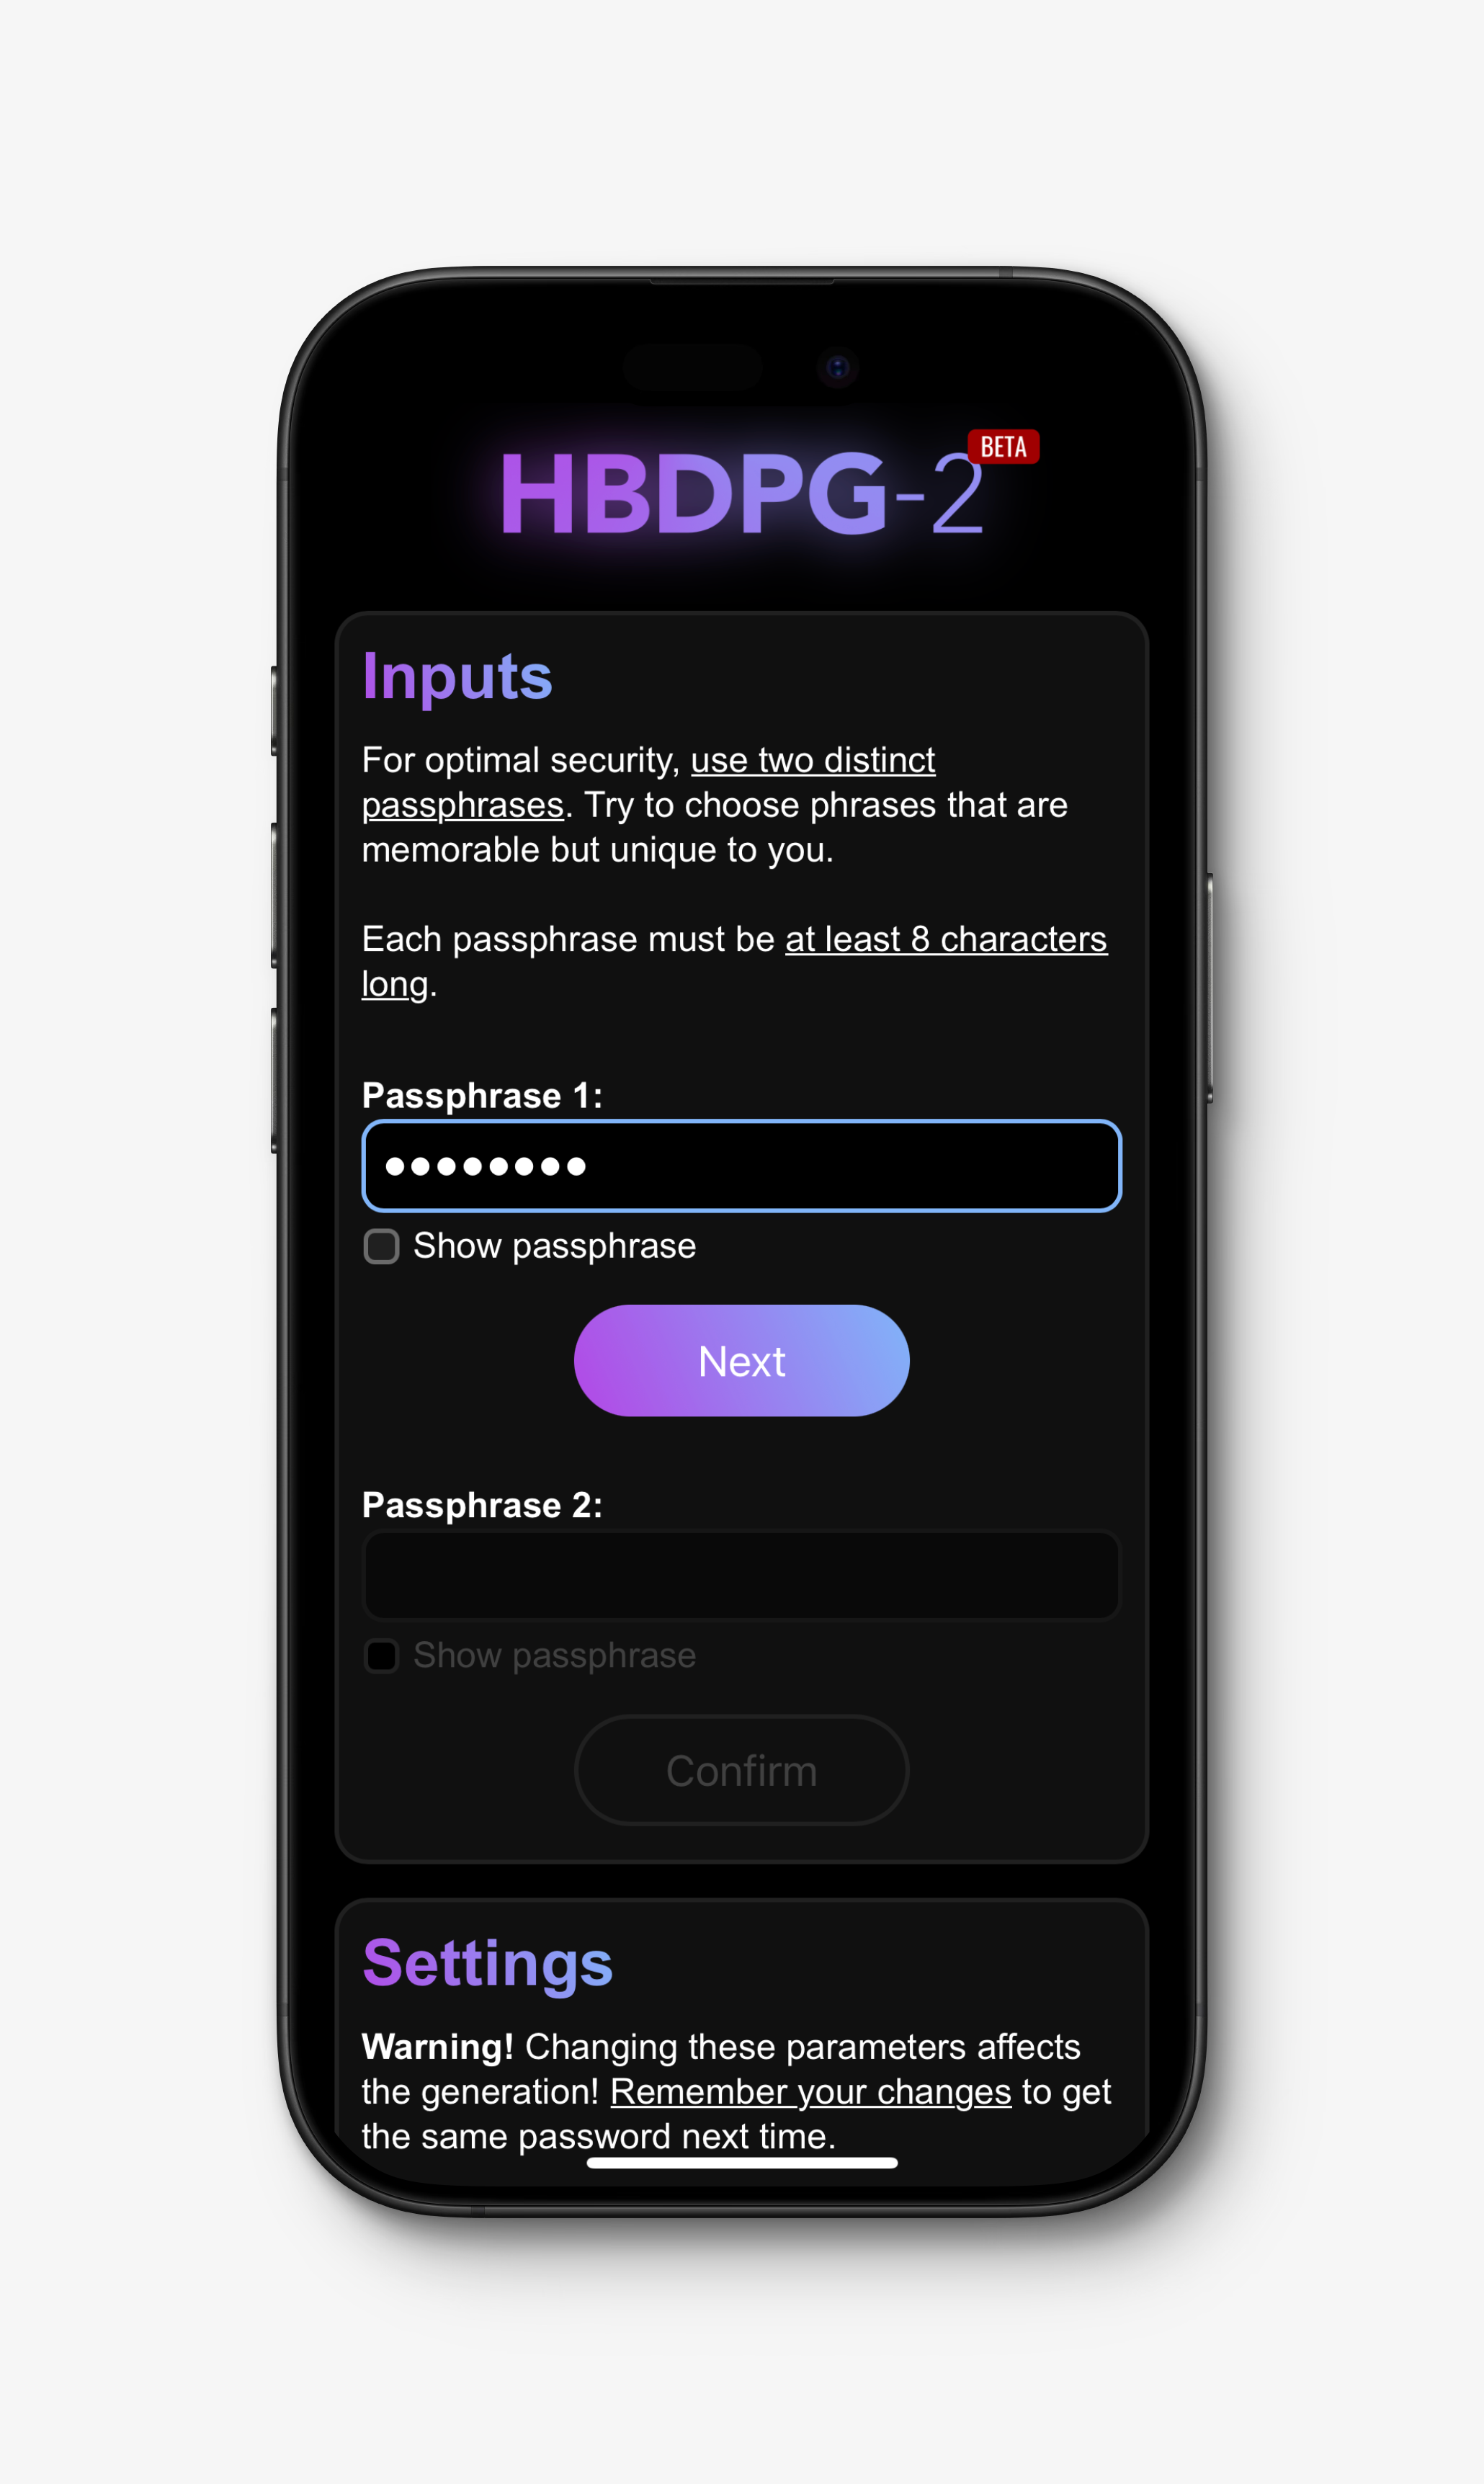 HBDPG-2
BETA
Inputs
For optimal security, use two distinct
passphrases. Try to choose phrases that are
memorable but unique to you.
Each passphrase must be at least 8 characters
long.
Passphrase 1:
••••••••
Show passphrase
Next
Passphrase 2:
Show passphrase
Confirm
Settings
Warning! Changing these parameters affects
the generation! Remember your changes to get
the same password next time.